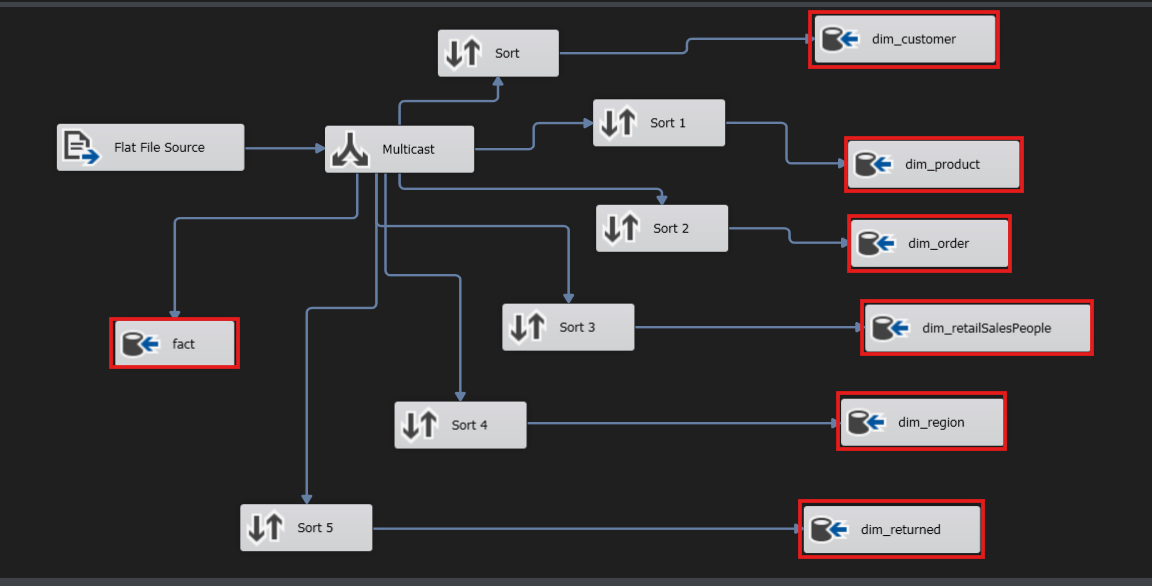 Sort
dim_customer
Sort 1
Flat File Source
Multicast
dim_product
Sort 2
dim_order
Sort 3
dim_retailSalesPeople
fact
Sort 4
dim_region
Sort 5
dim_returned